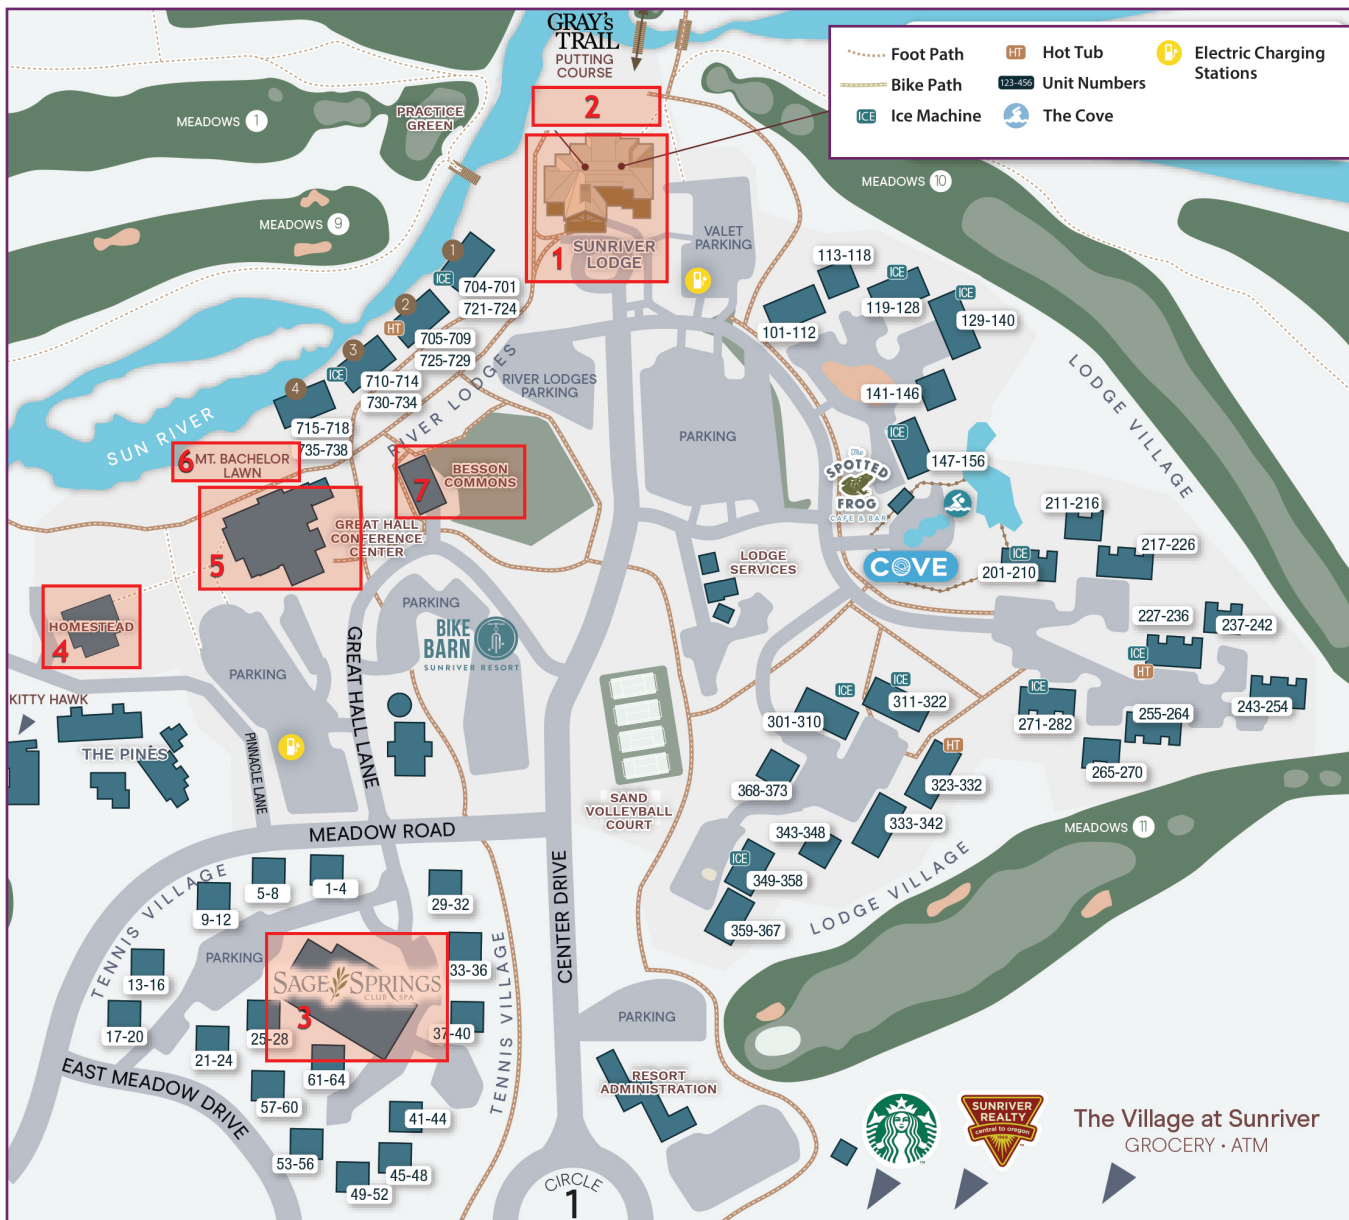 GRAY's
TRAIL
PUTTING
COURSE
Foot Path
Bike Path
ICE Ice Machine
HT Hot Tub
123-456 Unit Numbers
The Cove
Electric Charging
Stations
MEADOWS 1
PRACTICE
GREEN
2
MEADOWS 10
MEADOWS 9
1
SUNRIVER
LODGE
VALET
PARKING
1
ICE
704-701
721-724
2
HT
705-709
725-729
3
ICE
710-714
730-734
4
715-718
735-738
113-118
ICE
119-128
ICE
129-140
101-112
141-146
ICE
147-156
LODGE VILLAGE
RIVER LODGES
RIVER LODGES
PARKING
PARKING
SUN RIVER
6
MT. BACHELOR
LAWN
7
BESSON
COMMONS
The
SPOTTED
FROG
CAFE & BAR
COVE
5
GREAT HALL
CONFERENCE
CENTER
LODGE
SERVICES
211-216
217-226
ICE
201-210
227-236
237-242
ICE
HT
243-254
255-264
265-270
ICE
271-282
HOMESTEAD
4
PARKING
BIKE
BARN
SUNRIVER RESORT
PARKING
GREAT HALL LANE
PINNACLE LANE
KITTY HAWK
THE PINES
SAND
VOLLEYBALL
COURT
ICE
301-310
ICE
311-322
HT
323-332
333-342
343-348
368-373
ICE
349-358
359-367
LODGE VILLAGE
MEADOWS 11
MEADOW ROAD
CENTER DRIVE
TENNIS VILLAGE
5-8
1-4
9-12
29-32
PARKING
13-16
33-36
SAGE SPRINGS
CLUB SPA
3
17-20
21-24
25-28
37-40
61-64
57-60
41-44
53-56
45-48
49-52
TENNIS VILLAGE
EAST MEADOW DRIVE
PARKING
RESORT
ADMINISTRATION
CIRCLE
1
SUNRIVER
REALTY
central to oregon
The Village at Sunriver
GROCERY · ATM